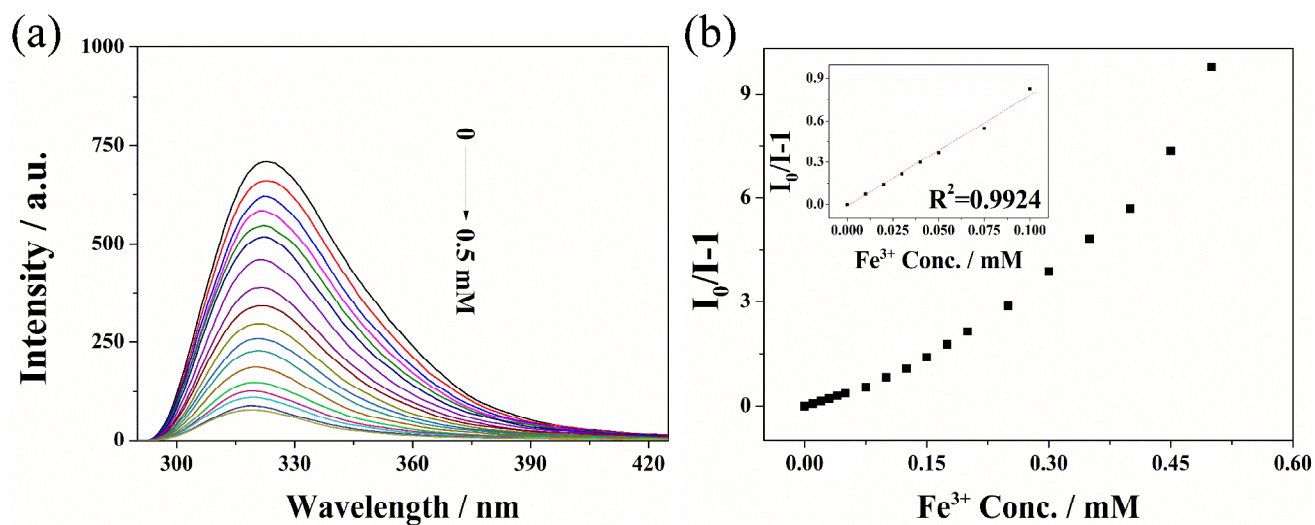 (a)
1000
750
500
250
0
Intensity / a.u.
0
0.5 mM
300
330
360
390
420
Wavelength / nm
(b)
9
6
3
0
I₀/I-1
0.9
0.6
0.3
0.0
I₀/I-1
R²=0.9924
0.000 0.025 0.050 0.075 0.100
Fe³⁺ Conc. / mM
0.00
0.15
0.30
0.45
0.60
Fe³⁺ Conc. / mM